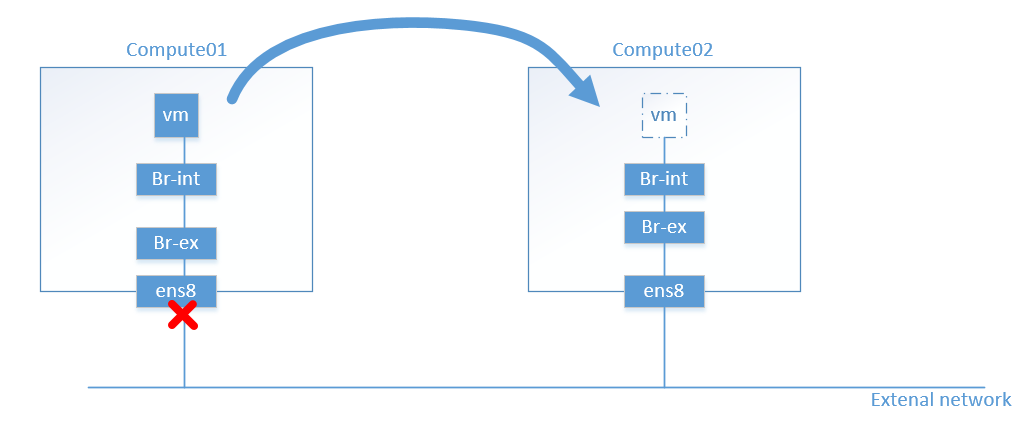 Compute01
Compute02
vm
vm
Br-int
Br-int
Br-ex
Br-ex
ens8
ens8
Extenal network